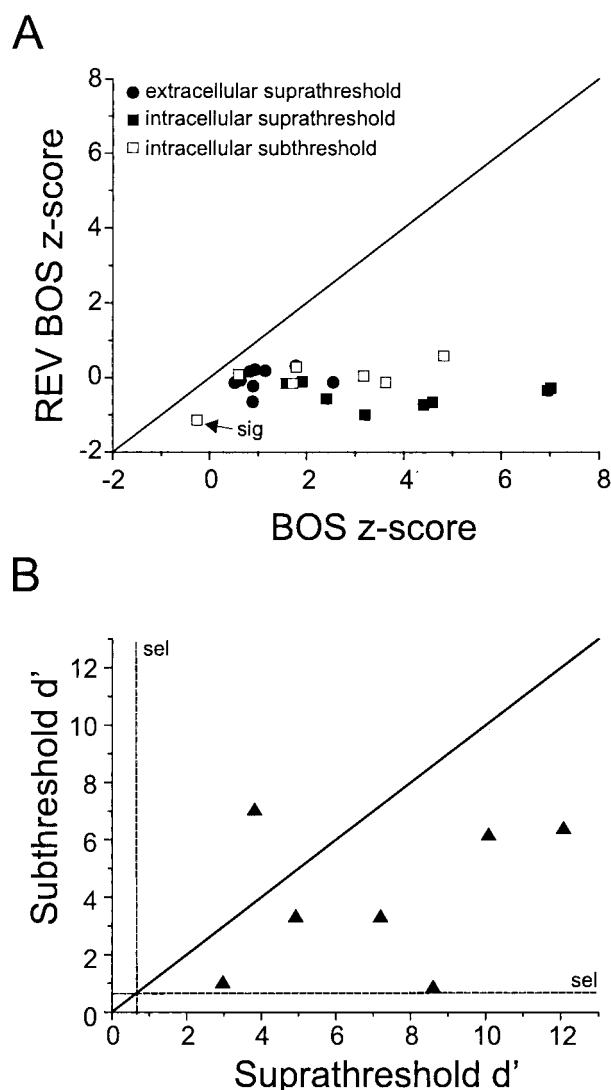 A
8
6
4
2
0
-2
REV BOS z-score
extracellular suprathreshold
intracellular suprathreshold
intracellular subthreshold
sig
-2 0 2 4 6 8
BOS z-score
B
12
10
8
6
4
2
0
Subthreshold d'
sel
sel
0 2 4 6 8 10 12
Suprathreshold d'